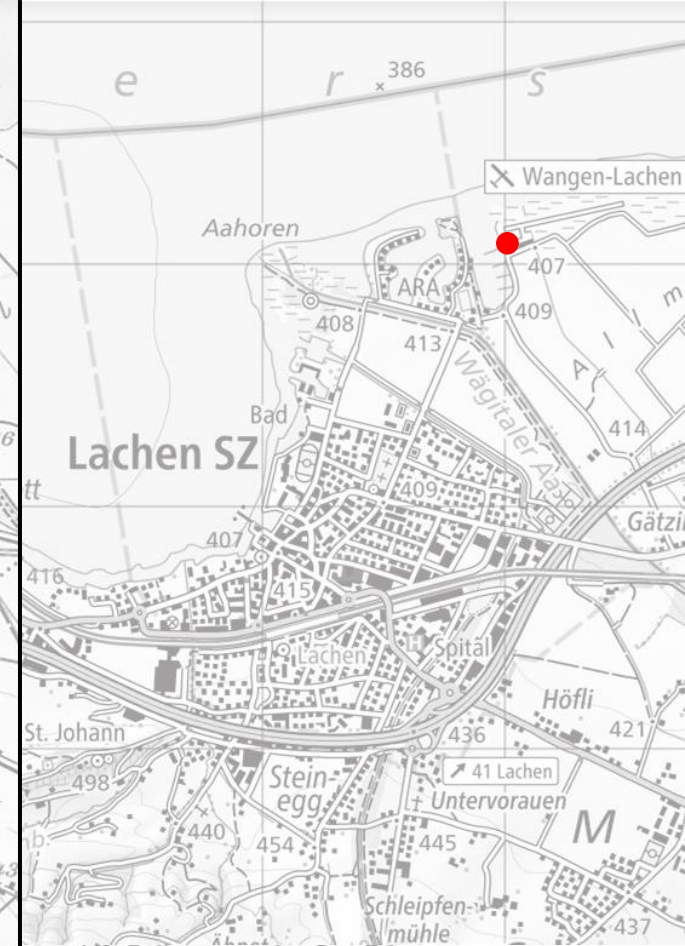 e r s
386
Wangen-Lachen
Aahoren
407
ARA
409
408
413
Wägitaler Aa
Bad
414
Lachen SZ
409
Gätzi
407
416
415
Lachen
Spital
Höfli
St. Johann
436
421
41 Lachen
498
Stein-
egg
Untervorauen
M
440
454
445
Schleipfen-
mühle
437